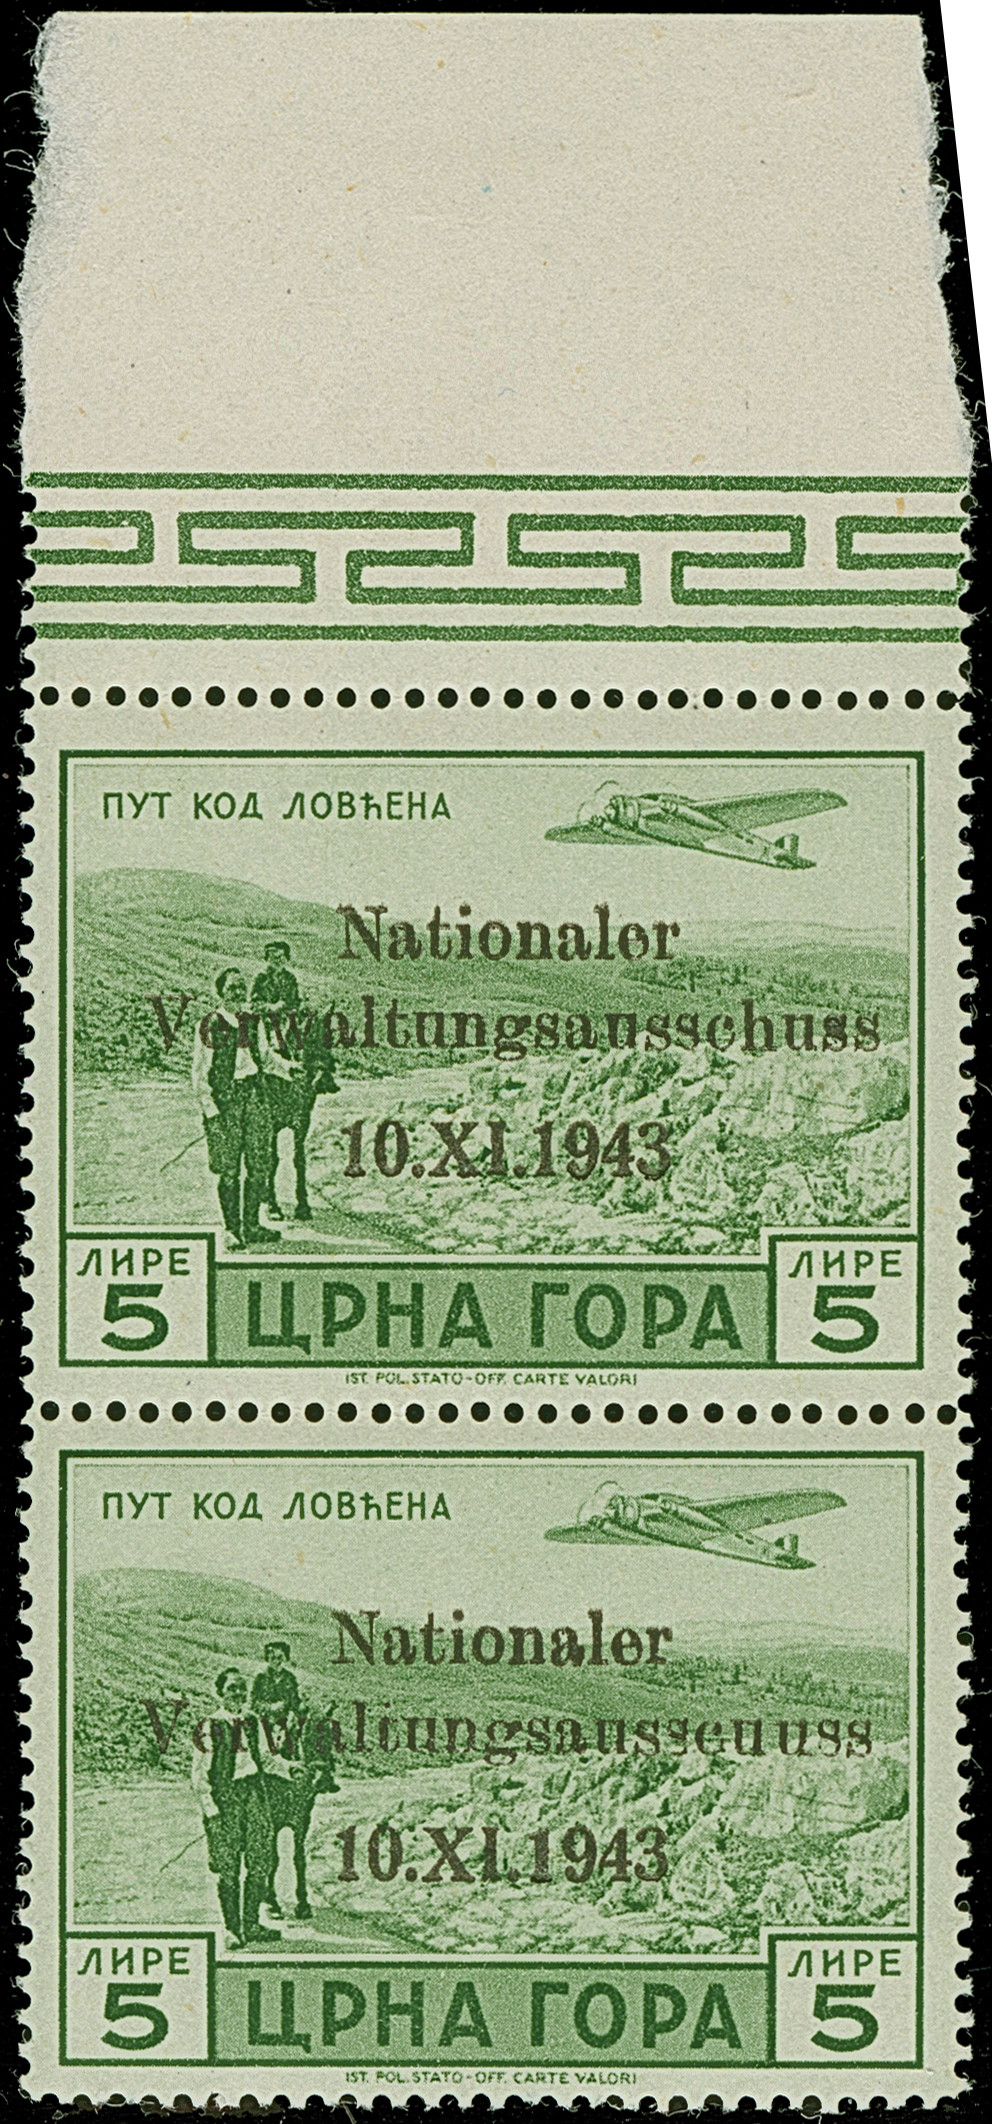 ПУТ КОД ЛОВЋЕНА
Nationaler
Verwaltungsausschuss
10.XI.1943
ЛИРЕ
5
ЦРНА ГОРА
ЛИРЕ
5
IST. POL. STATO-OFF. CARTE VALORI
ПУТ КОД ЛОВЋЕНА
Nationaler
Verwaltungsausschuss
10.XI.1943
ЛИРЕ
5
ЦРНА ГОРА
ЛИРЕ
5
IST. POL. STATO-OFF. CARTE VALORI